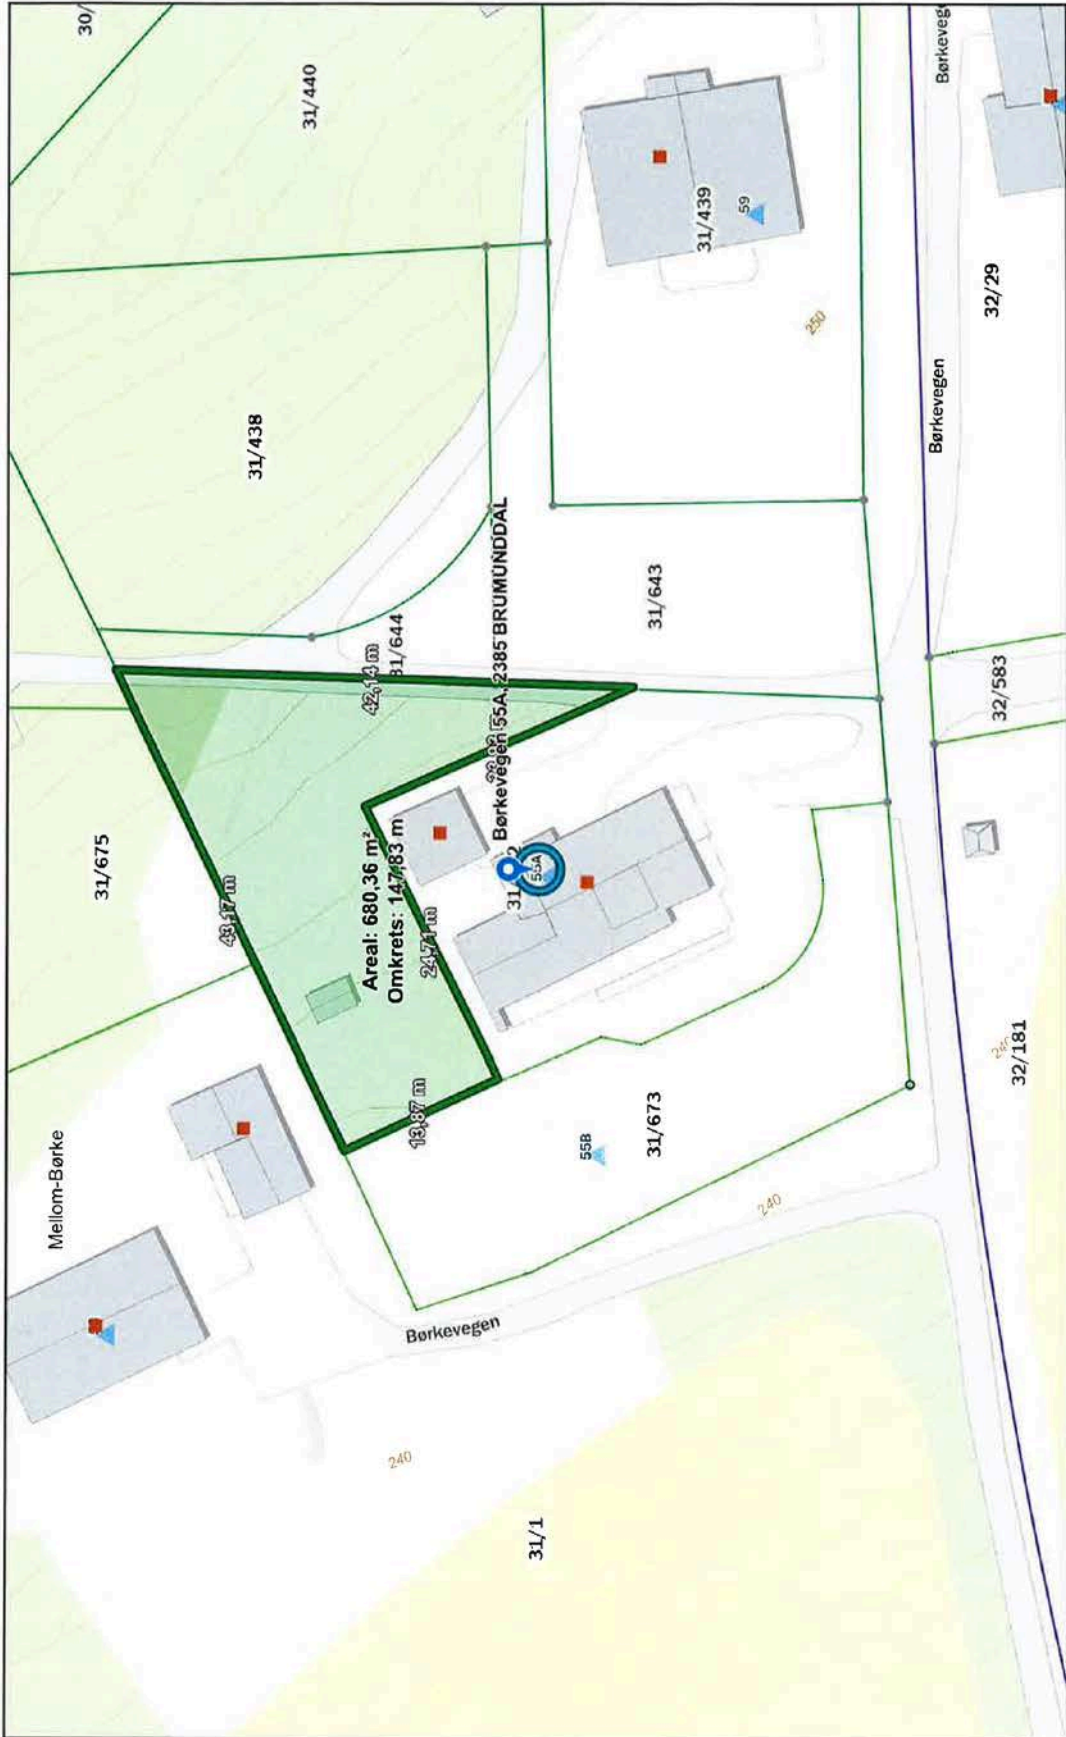 30/
31/440
31/438
31/439
59
250
Børkevegen
Børkevegen
32/29
31/643
31/644
42,14 m
Børkevegen 55A, 2385 BRUMUNDDAL
55A
32/583
31/675
43,17 m
Areal: 680,36 m²
Omkrets: 147,83 m
24,71 m
13,87 m
31/673
55B
240
32/181
Mellom-Børke
Børkevegen
240
31/1